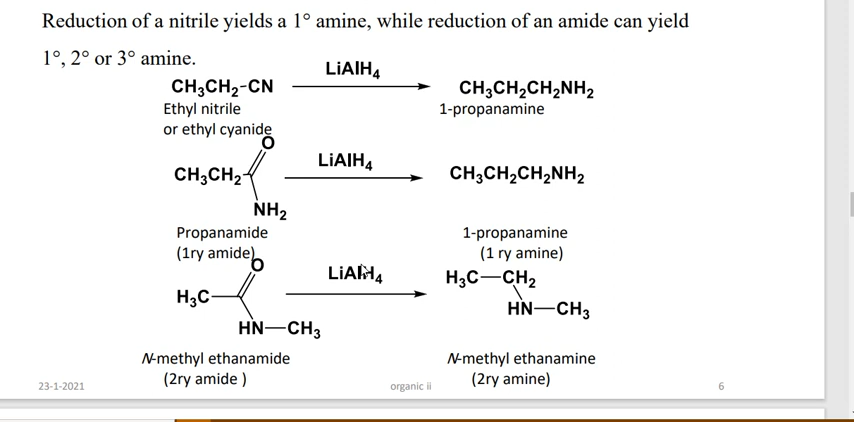 Reduction of a nitrile yields a 1° amine, while reduction of an amide can yield
1°, 2° or 3° amine.
LiAlH4
CH3CH2-CN
CH3CH2CH2NH2
Ethyl nitrile
or ethyl cyanide
1-propanamine
O
LiAlH4
CH3CH2
CH3CH2CH2NH2
NH2
Propanamide
(1ry amide)
1-propanamine
(1 ry amine)
O
LiAlH4
H3C—CH2
H3C
HN—CH3
HN—CH3
N-methyl ethanamide
(2ry amide )
N-methyl ethanamine
(2ry amine)
23-1-2021
organic ii
6